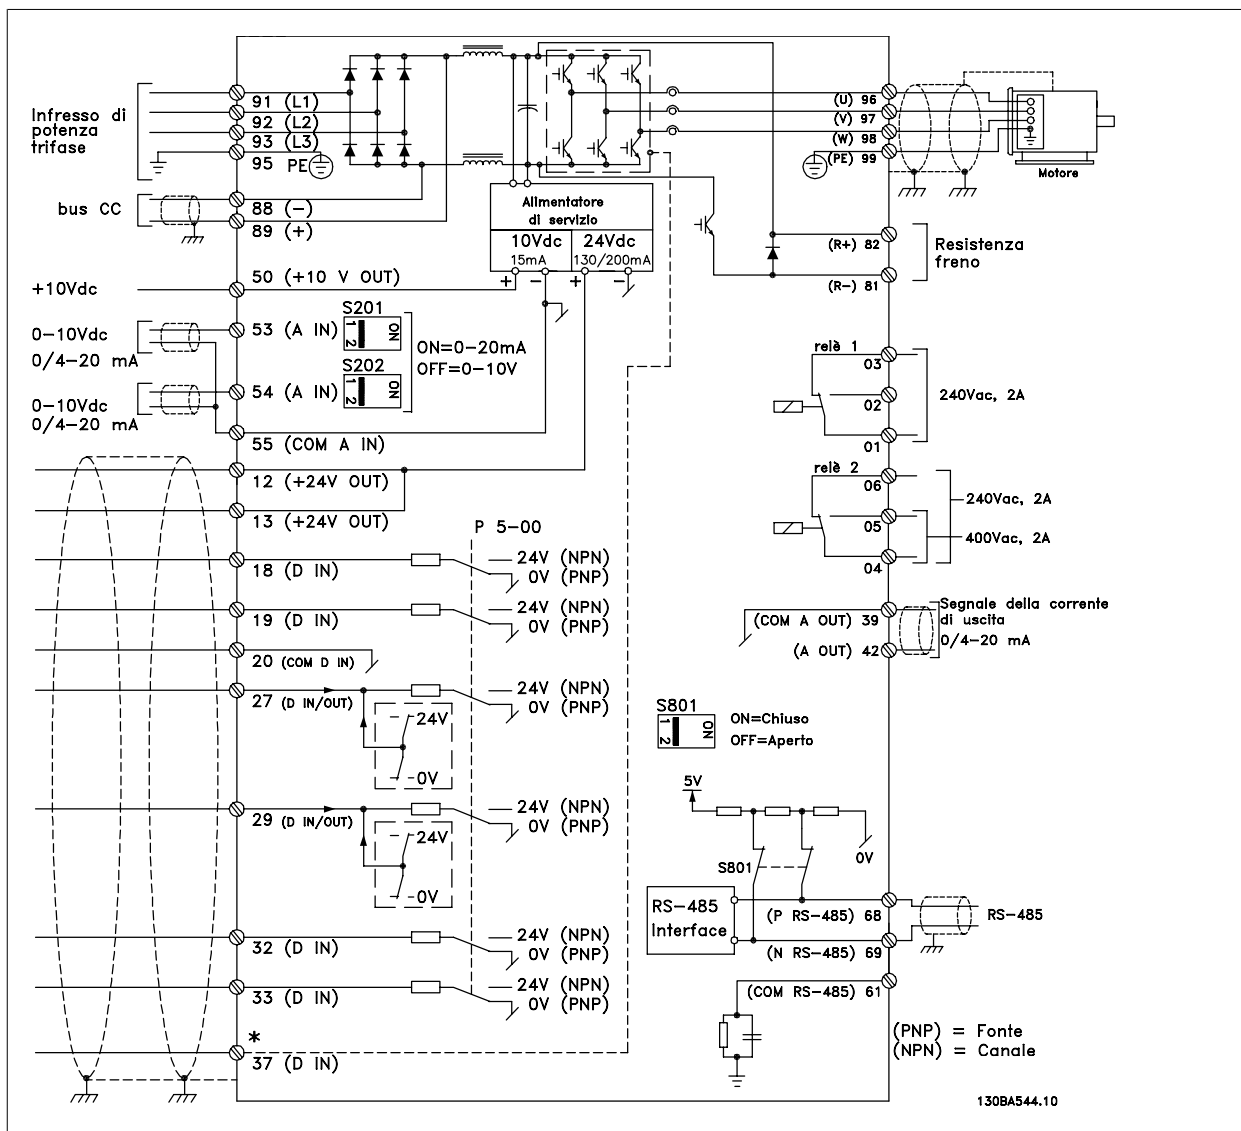 Infresso di
potenza
trifase
91 (L1)
92 (L2)
93 (L3)
95 PE
bus CC
88 (−)
89 (+)
+10Vdc
50 (+10 V OUT)
0−10Vdc
0/4−20 mA
53 (A IN)
S201
ON
1 2
S202
ON
1 2
ON=0−20mA
OFF=0−10V
0−10Vdc
0/4−20 mA
54 (A IN)
55 (COM A IN)
12 (+24V OUT)
13 (+24V OUT)
P 5-00
18 (D IN)
24V (NPN)
0V (PNP)
19 (D IN)
24V (NPN)
0V (PNP)
20 (COM D IN)
27 (D IN/OUT)
24V (NPN)
0V (PNP)
24V
0V
29 (D IN/OUT)
24V (NPN)
0V (PNP)
24V
0V
32 (D IN)
24V (NPN)
0V (PNP)
33 (D IN)
24V (NPN)
0V (PNP)
*
37 (D IN)
Alimentatore
di servizio
10Vdc
15mA
24Vdc
130/200mA
+ − + −
(U) 96
(V) 97
(W) 98
(PE) 99
Motore
(R+) 82
(R−) 81
Resistenza
freno
relè 1
03
02
01
240Vac, 2A
relè 2
06
05
04
240Vac, 2A
400Vac, 2A
(COM A OUT) 39
(A OUT) 42
Segnale della corrente
di uscita
0/4−20 mA
S801
ON
1 2
ON=Chiuso
OFF=Aperto
5V
S801
0V
RS−485
Interface
(P RS−485) 68
(N RS−485) 69
RS−485
(COM RS−485) 61
(PNP) = Fonte
(NPN) = Canale
130BA544.10